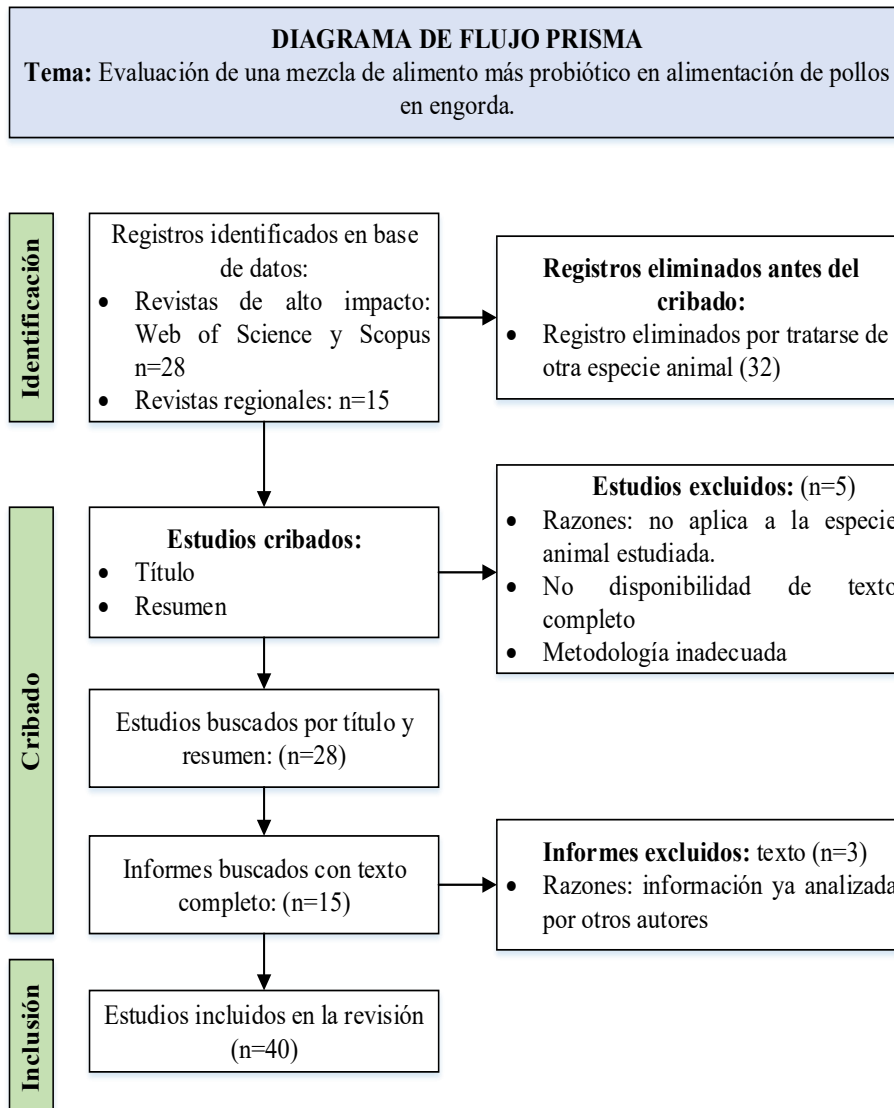 DIAGRAMA DE FLUJO PRISMA
Tema: Evaluación de una mezcla de alimento más probiótico en alimentación de pollos
en engorda.
Identificación
Registros identificados en base
de datos:
• Revistas de alto impacto:
Web of Science y Scopus
n=28
• Revistas regionales: n=15
Registros eliminados antes del
cribado:
• Registro eliminados por tratarse de
otra especie animal (32)
Cribado
Estudios cribados:
• Título
• Resumen
Estudios excluidos: (n=5)
• Razones: no aplica a la especie
animal estudiada.
• No disponibilidad de texto
completo
• Metodología inadecuada
Estudios buscados por título y
resumen: (n=28)
Informes buscados con texto
completo: (n=15)
Informes excluidos: texto (n=3)
• Razones: información ya analizada
por otros autores
Inclusión
Estudios incluidos en la revisión
(n=40)